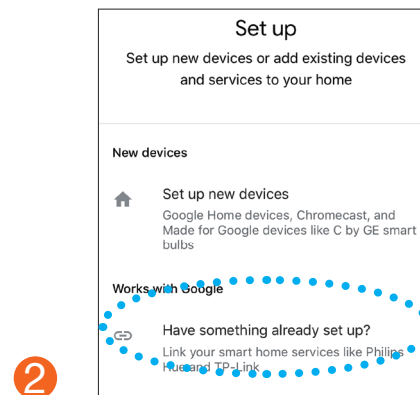 Set up
Set up new devices or add existing devices
and services to your home
New devices
Set up new devices
Google Home devices, Chromecast, and
Made for Google devices like C by GE smart
bulbs
Works with Google
Have something already set up?
Link your smart home services like Philips
Hue and TP-Link
2